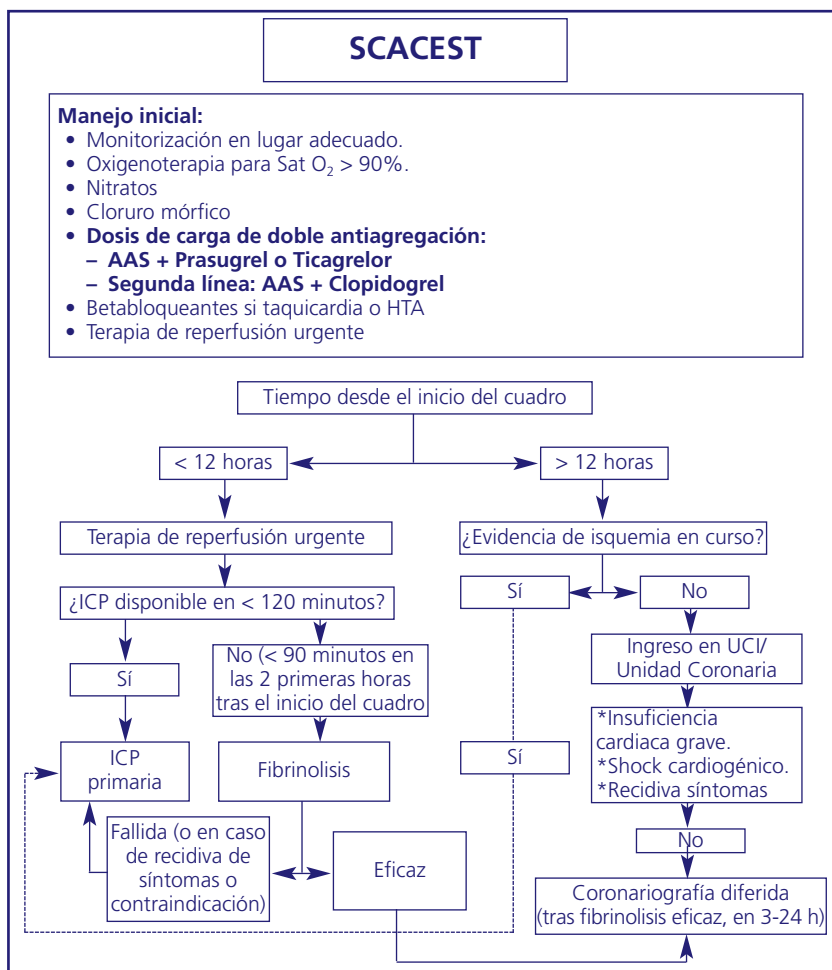 SCACEST
Manejo inicial:
• Monitorización en lugar adecuado.
• Oxigenoterapia para Sat O₂ > 90%.
• Nitratos
• Cloruro mórfico
• Dosis de carga de doble antiagregación:
– AAS + Prasugrel o Ticagrelor
– Segunda línea: AAS + Clopidogrel
• Betabloqueantes si taquicardia o HTA
• Terapia de reperfusión urgente
Tiempo desde el inicio del cuadro
< 12 horas
> 12 horas
Terapia de reperfusión urgente
¿Evidencia de isquemia en curso?
¿ICP disponible en < 120 minutos?
Sí
No
Sí
No (< 90 minutos en
las 2 primeras horas
tras el inicio del cuadro
Ingreso en UCI/
Unidad Coronaria
ICP
primaria
Fibrinolisis
Sí
*Insuficiencia
cardiaca grave.
*Shock cardiogénico.
*Recidiva síntomas
No
Fallida (o en caso
de recidiva de
síntomas o
contraindicación)
Eficaz
Coronariografía diferida
(tras fibrinolisis eficaz, en 3-24 h)